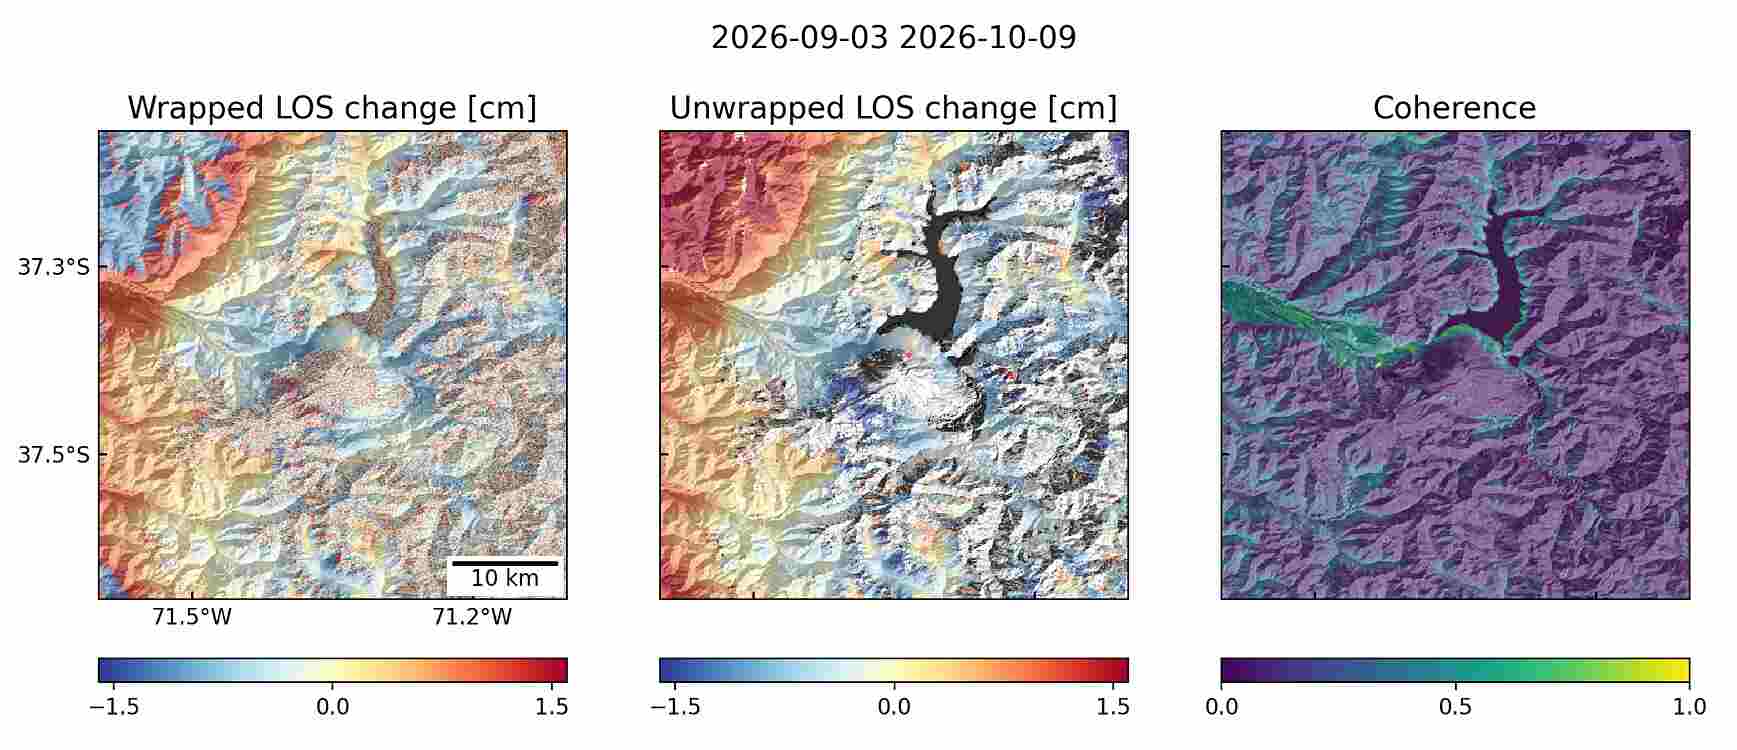 2026-09-03 2026-10-09
Wrapped LOS change [cm]
Unwrapped LOS change [cm]
Coherence
37.3°S
37.5°S
10 km
71.5°W
71.2°W
−1.5
0.0
1.5
−1.5
0.0
1.5
0.0
0.5
1.0